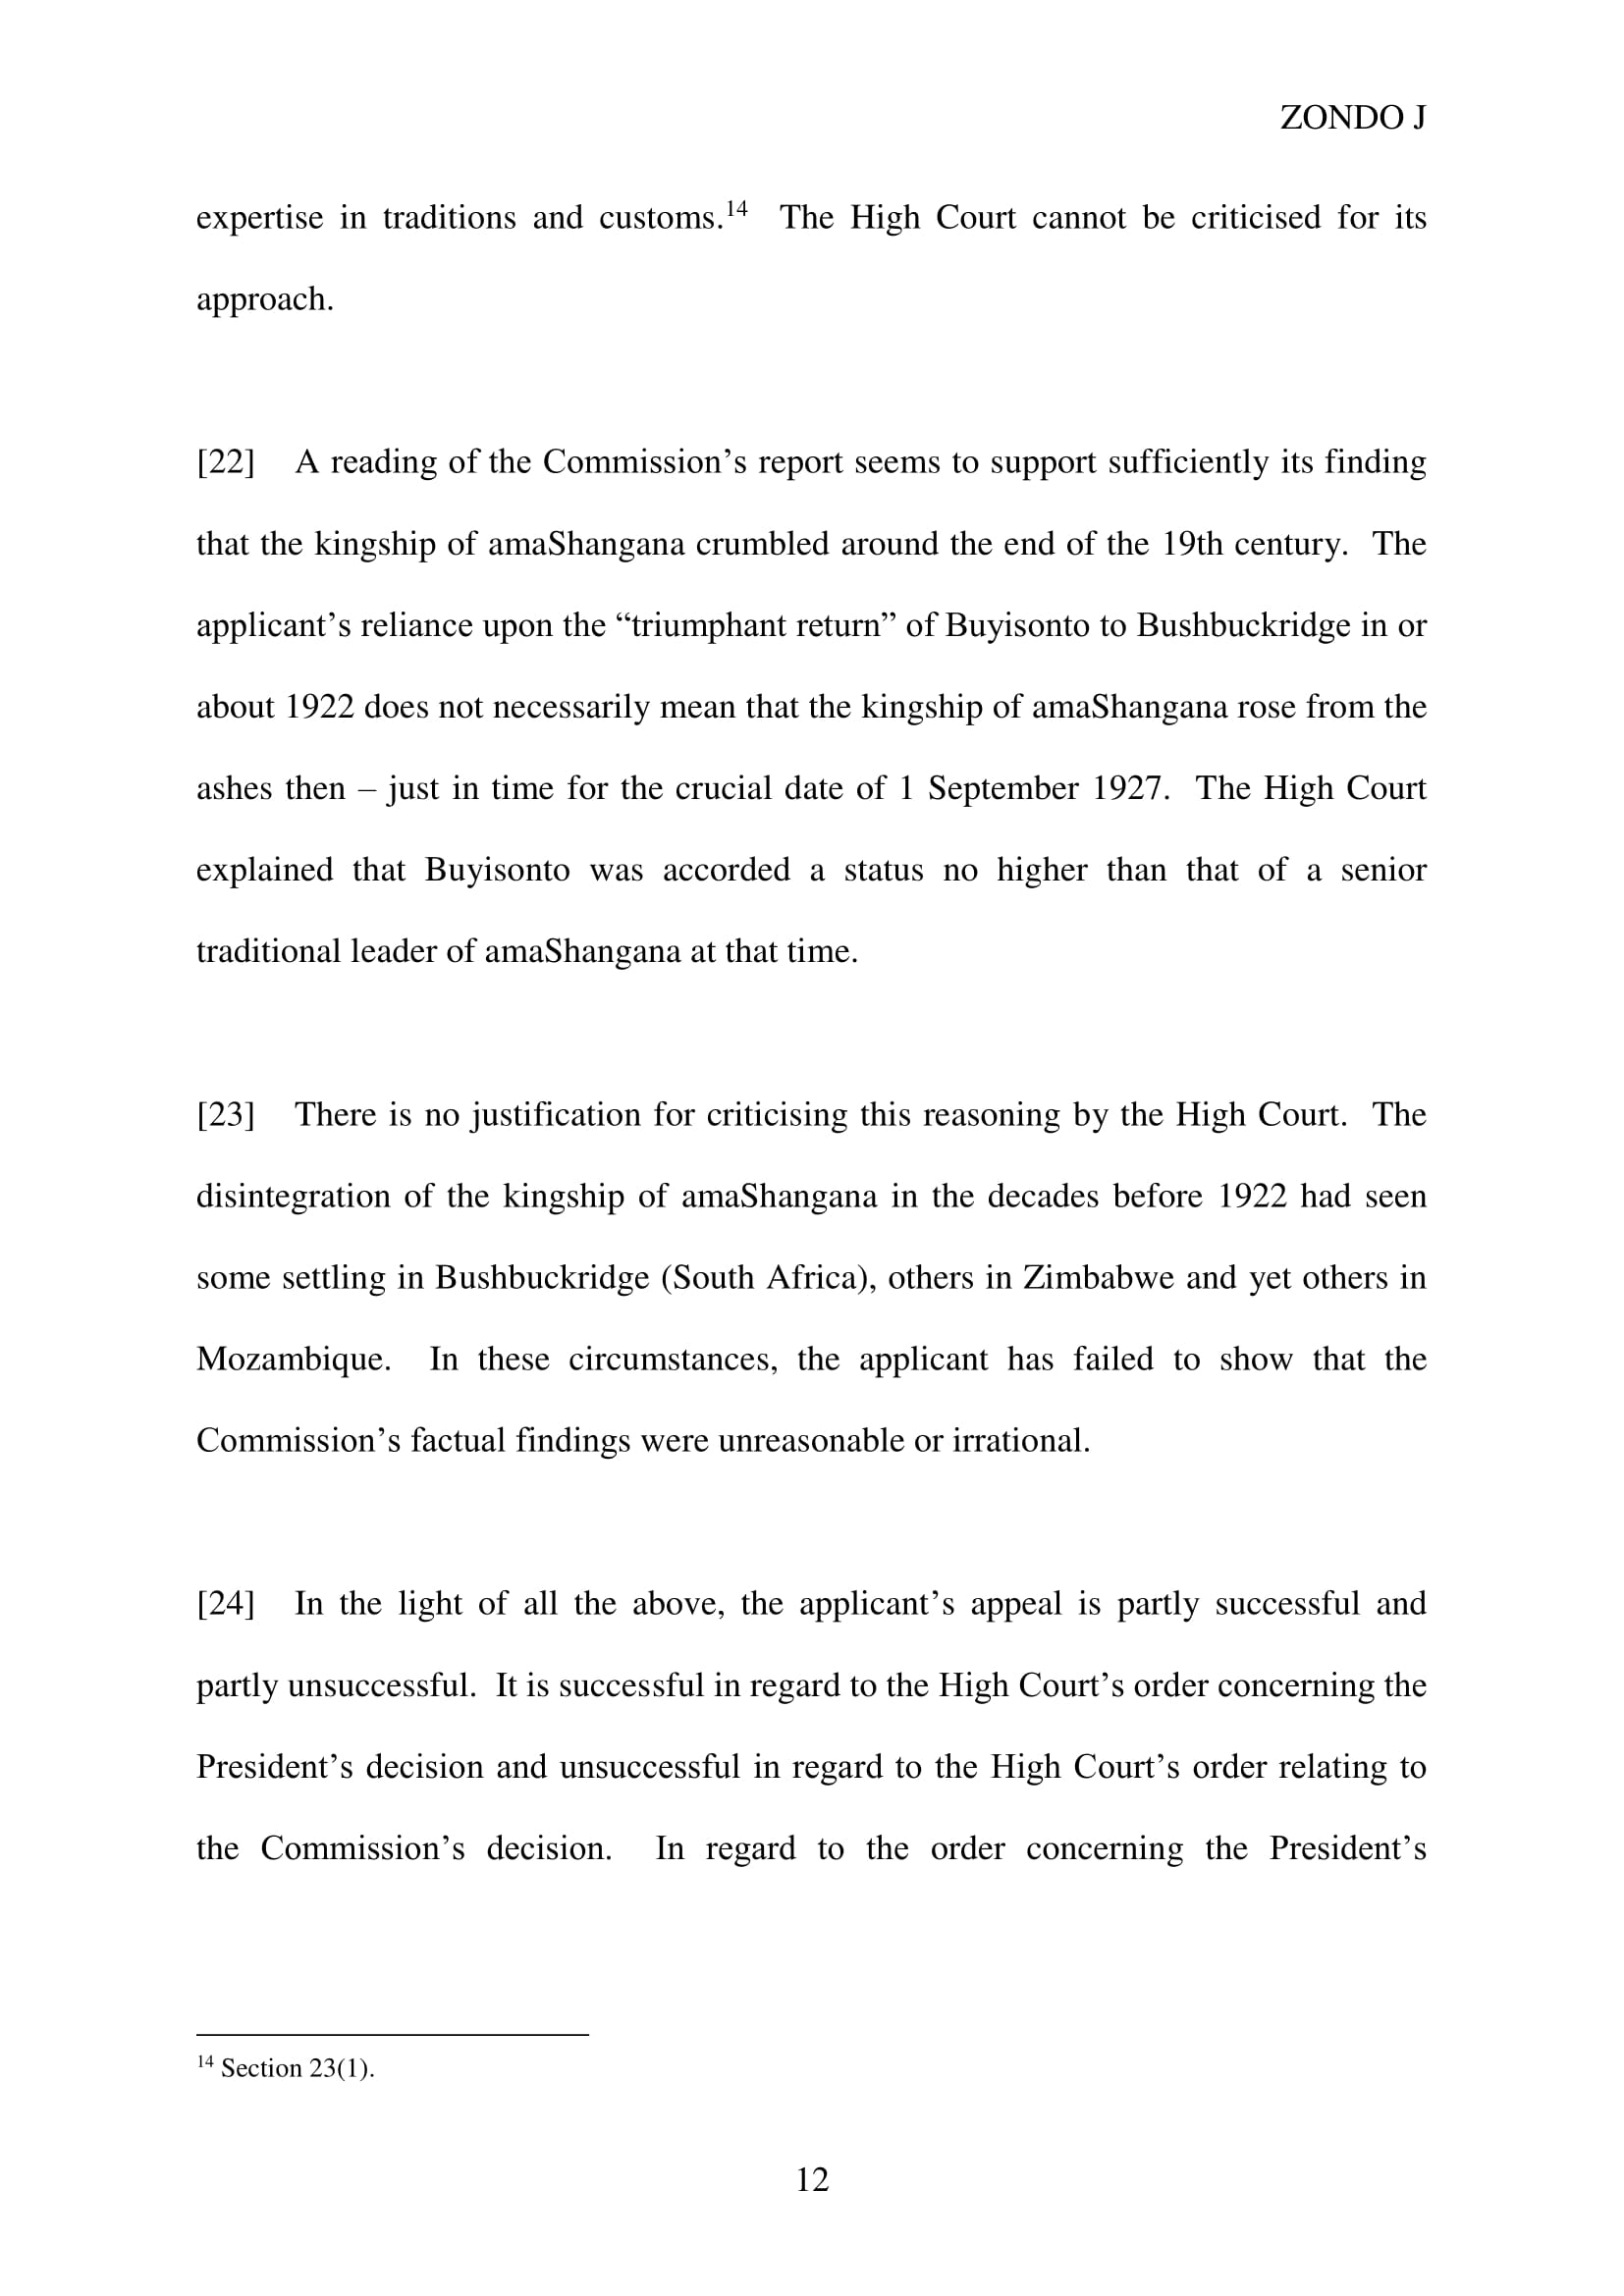 ZONDO J
expertise in traditions and customs.14 The High Court cannot be criticised for its
approach.
[22] A reading of the Commission’s report seems to support sufficiently its finding
that the kingship of amaShangana crumbled around the end of the 19th century. The
applicant’s reliance upon the “triumphant return” of Buyisonto to Bushbuckridge in or
about 1922 does not necessarily mean that the kingship of amaShangana rose from the
ashes then – just in time for the crucial date of 1 September 1927. The High Court
explained that Buyisonto was accorded a status no higher than that of a senior
traditional leader of amaShangana at that time.
[23] There is no justification for criticising this reasoning by the High Court. The
disintegration of the kingship of amaShangana in the decades before 1922 had seen
some settling in Bushbuckridge (South Africa), others in Zimbabwe and yet others in
Mozambique. In these circumstances, the applicant has failed to show that the
Commission’s factual findings were unreasonable or irrational.
[24] In the light of all the above, the applicant’s appeal is partly successful and
partly unsuccessful. It is successful in regard to the High Court’s order concerning the
President’s decision and unsuccessful in regard to the High Court’s order relating to
the Commission’s decision. In regard to the order concerning the President’s
14 Section 23(1).
12